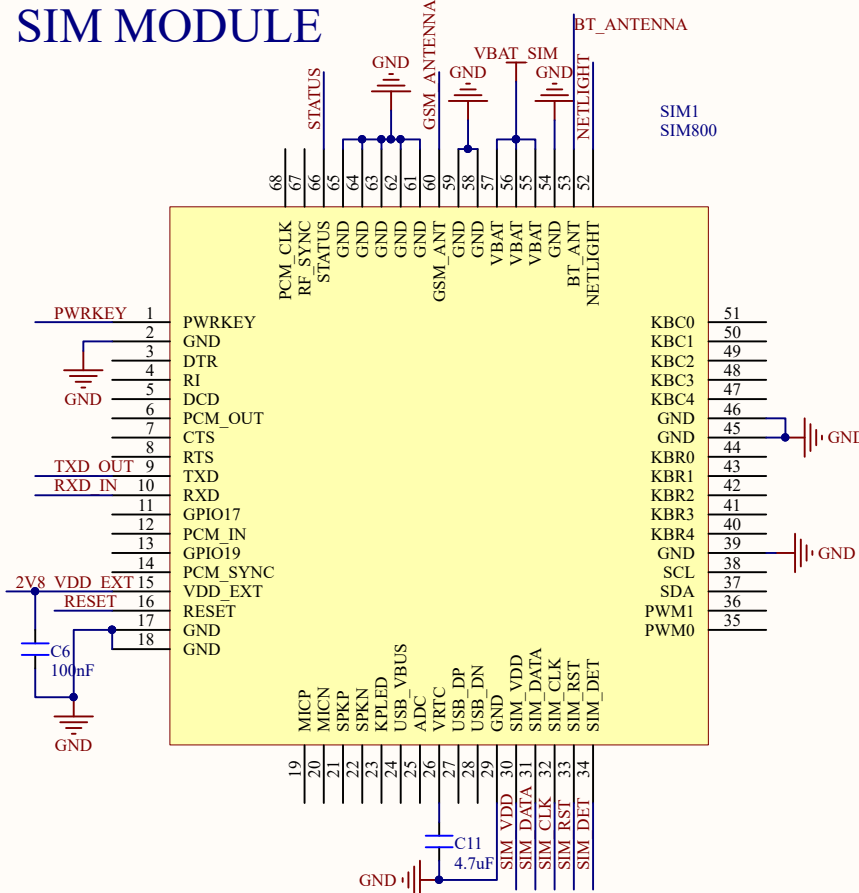 SIM MODULE
GSM_ANTENNA
BT_ANTENNA
VBAT_SIM
GND
GND
GND
STATUS
NETLIGHT
SIM1
SIM800
68
67
66
65
64
63
62
61
60
59
58
57
56
55
54
53
52
PCM_CLK
RF_SYNC
STATUS
GND
GND
GND
GND
GND
GSM_ANT
GND
GND
VBAT
VBAT
VBAT
GND
BT_ANT
NETLIGHT
PWRKEY 1 PWRKEY
2 GND
3 DTR
GND 4 RI
5 DCD
6 PCM_OUT
7 CTS
8 RTS
TXD_OUT 9 TXD
RXD_IN 10 RXD
11 GPIO17
12 PCM_IN
13 GPIO19
14 PCM_SYNC
2V8_VDD_EXT 15 VDD_EXT
RESET 16 RESET
17 GND
18 GND
C6
100nF
GND
KBC0 51
KBC1 50
KBC2 49
KBC3 48
KBC4 47
GND 46
GND 45 GND
KBR0 44
KBR1 43
KBR2 42
KBR3 41
KBR4 40
GND 39 GND
SCL 38
SDA 37
PWM1 36
PWM0 35
MICP
MICN
SPKP
SPKN
KPLED
USB_VBUS
ADC
VRTC
USB_DP
USB_DN
GND
SIM_VDD
SIM_DATA
SIM_CLK
SIM_RST
SIM_DET
19
20
21
22
23
24
25
26
27
28
29
30
31
32
33
34
SIM_VDD
SIM_DATA
SIM_CLK
SIM_RST
SIM_DET
C11
4.7uF
GND